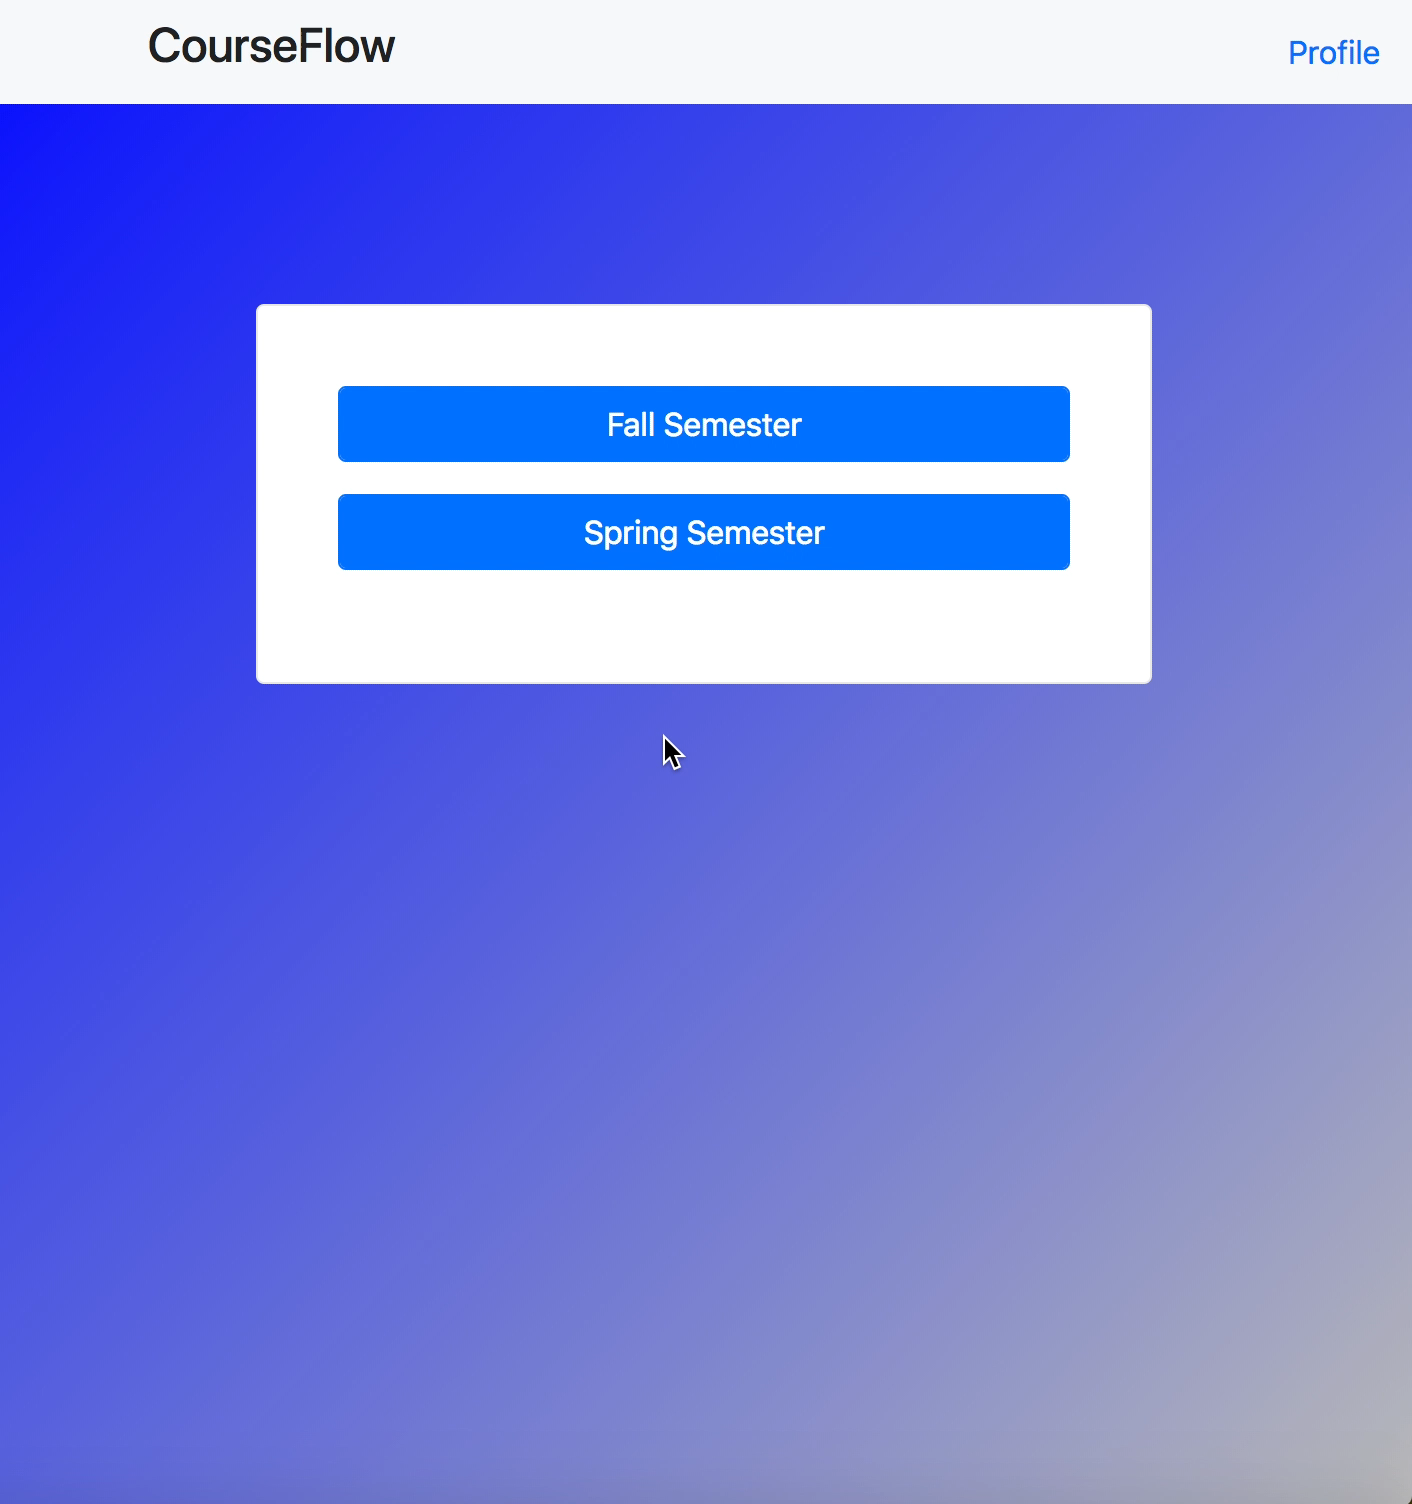 CourseFlow
Profile
Fall Semester
Spring Semester